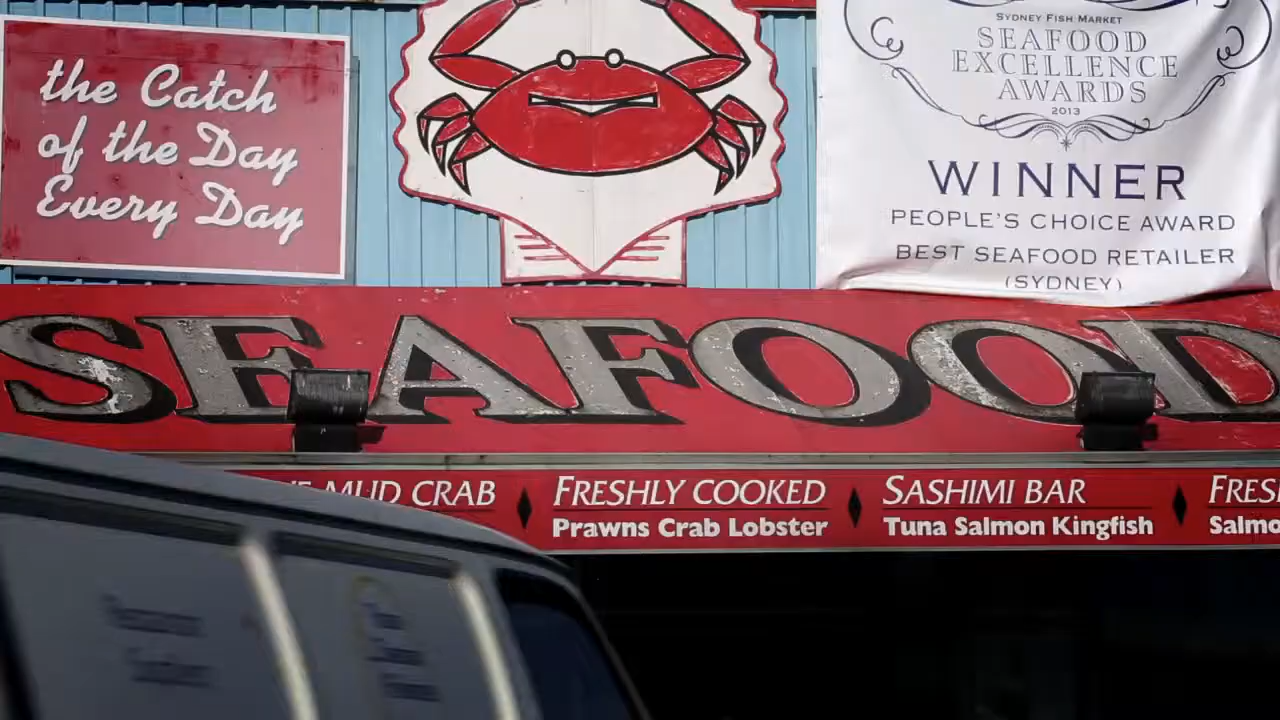 the Catch
of the Day
Every Day
SYDNEY FISH MARKET
SEAFOOD
EXCELLENCE
AWARDS
2013
WINNER
PEOPLE'S CHOICE AWARD
BEST SEAFOOD RETAILER
(SYDNEY)
SEAFOOD
MUD CRAB
FRESHLY COOKED
Prawns Crab Lobster
SASHIMI BAR
Tuna Salmon Kingfish